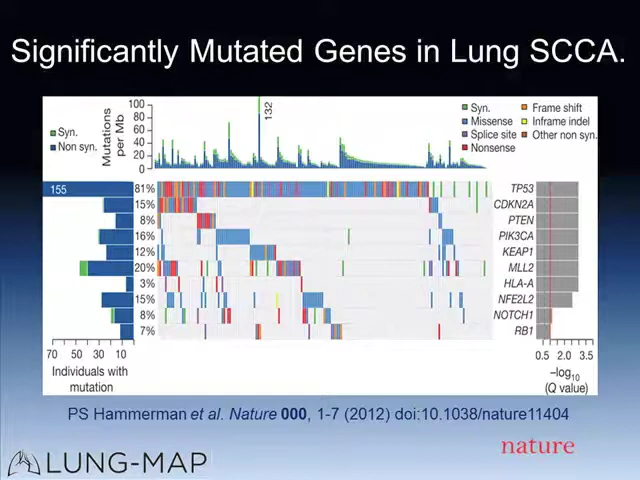 Significantly Mutated Genes in Lung SCCA.
Syn.
Non syn.
Mutations
per Mb
100
80
60
40
20
0
132
Syn.
Missense
Splice site
Nonsense
Frame shift
Inframe indel
Other non syn.
155
81% TP53
15% CDKN2A
8% PTEN
16% PIK3CA
12% KEAP1
20% MLL2
3% HLA-A
15% NFE2L2
8% NOTCH1
7% RB1
70 50 30 10
Individuals with
mutation
0.5 2.0 3.5
–log10
(Q value)
PS Hammerman et al. Nature 000, 1-7 (2012) doi:10.1038/nature11404
nature
LUNG-MAP